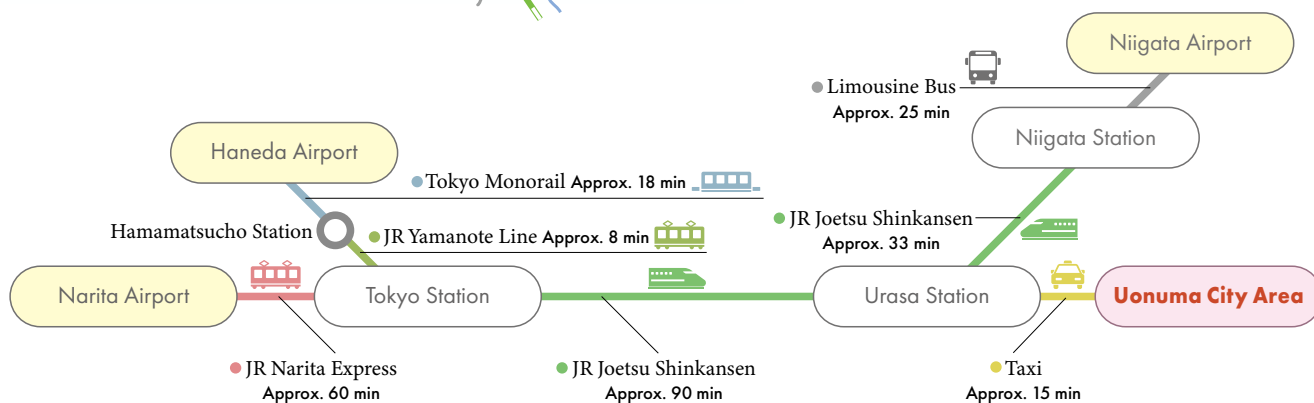 Niigata Airport
Limousine Bus
Approx. 25 min
Niigata Station
Haneda Airport
Tokyo Monorail Approx. 18 min
Hamamatsucho Station
JR Yamanote Line Approx. 8 min
JR Joetsu Shinkansen
Approx. 33 min
Narita Airport
Tokyo Station
Urasa Station
Uonuma City Area
JR Narita Express
Approx. 60 min
JR Joetsu Shinkansen
Approx. 90 min
Taxi
Approx. 15 min